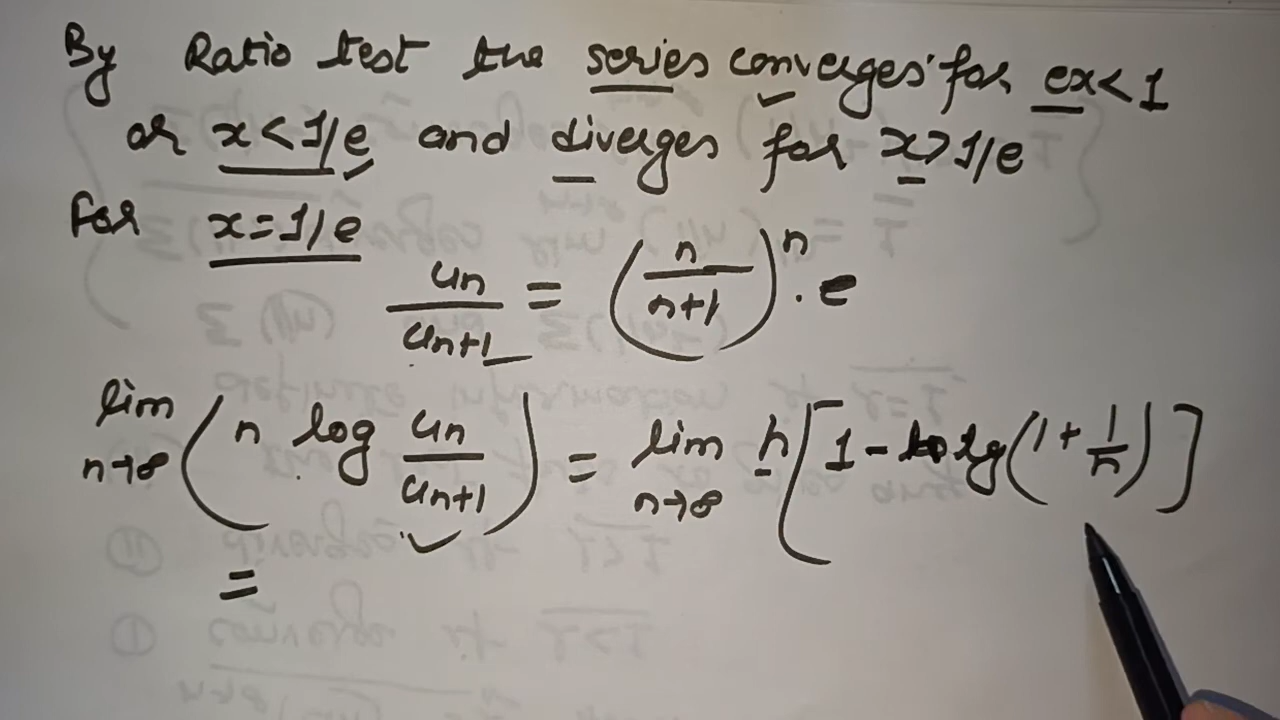 By Ratio test the series converges for ex < 1
or x < 1/e and diverges for x > 1/e
For x = 1/e
un/un+1 = (n/n+1)^n . e
lim n→∞ (n log un/un+1) = lim n→∞ n[1 - log(1 + 1/n)]
=